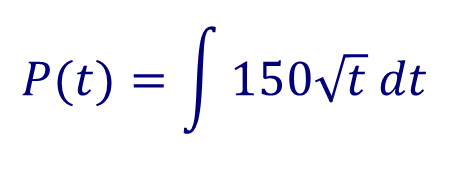 P(t) = ∫ 150√t dt